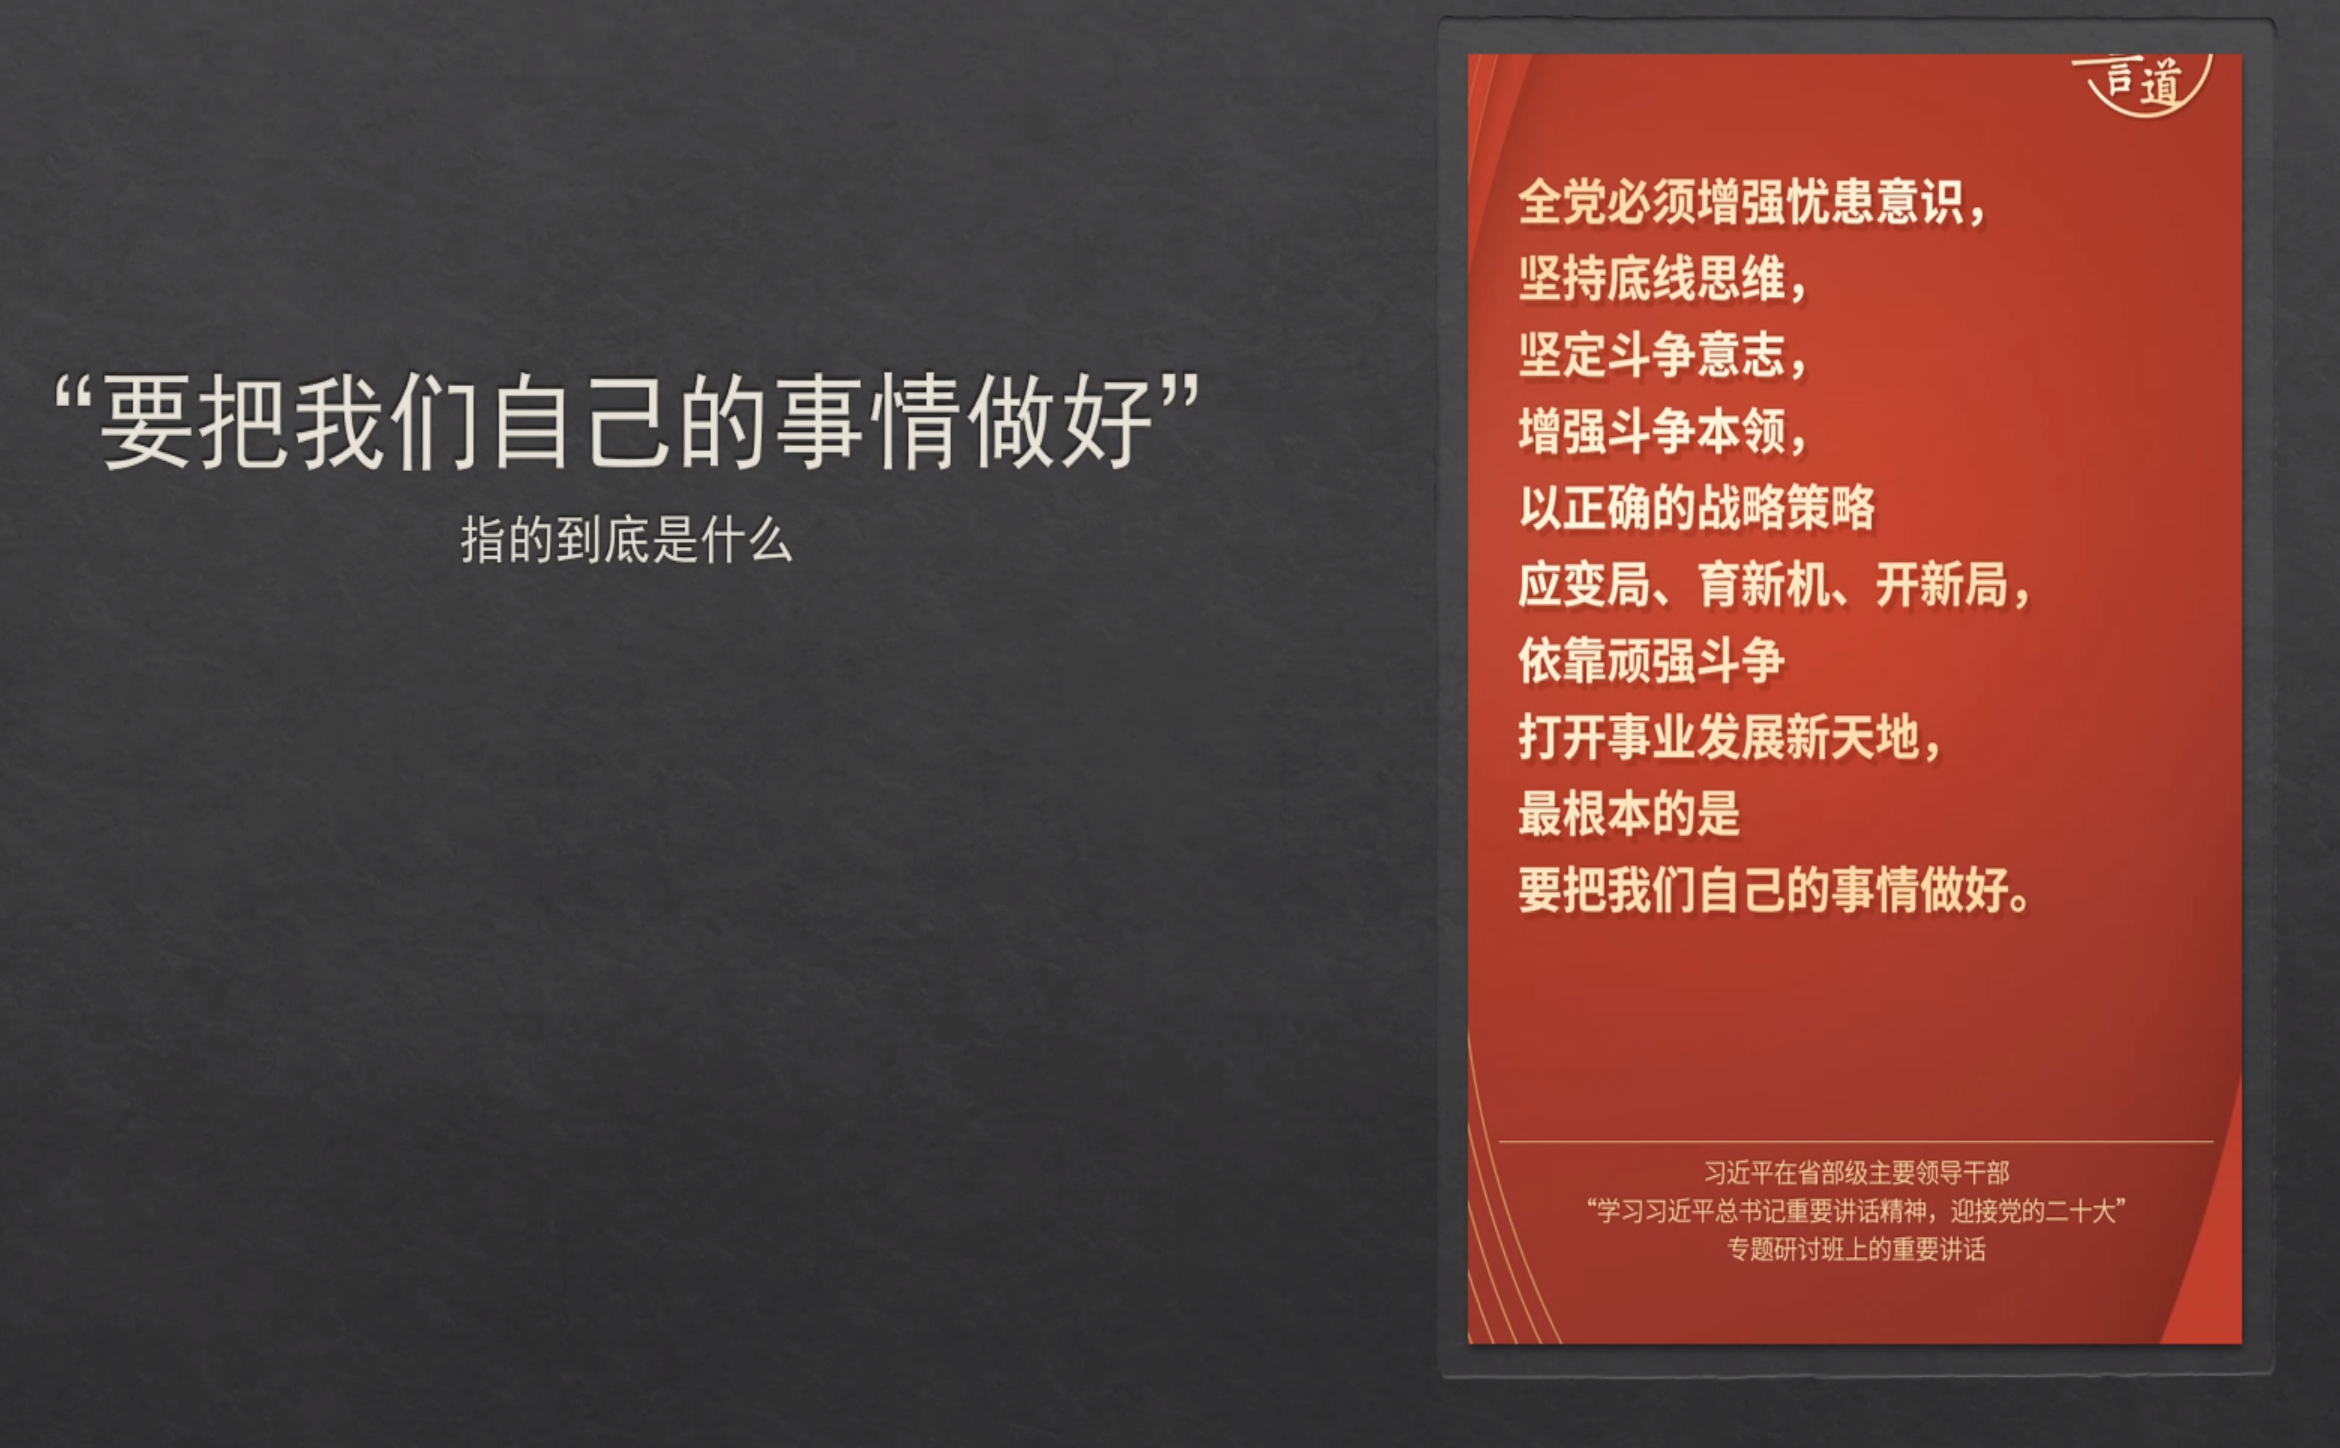 “要把我们自己的事情做好”
指的到底是什么
言道
全党必须增强忧患意识，
坚持底线思维，
坚定斗争意志，
增强斗争本领，
以正确的战略策略
应变局、育新机、开新局，
依靠顽强斗争
打开事业发展新天地，
最根本的是
要把我们自己的事情做好。
习近平在省部级主要领导干部
“学习习近平总书记重要讲话精神，迎接党的二十大”
专题研讨班上的重要讲话